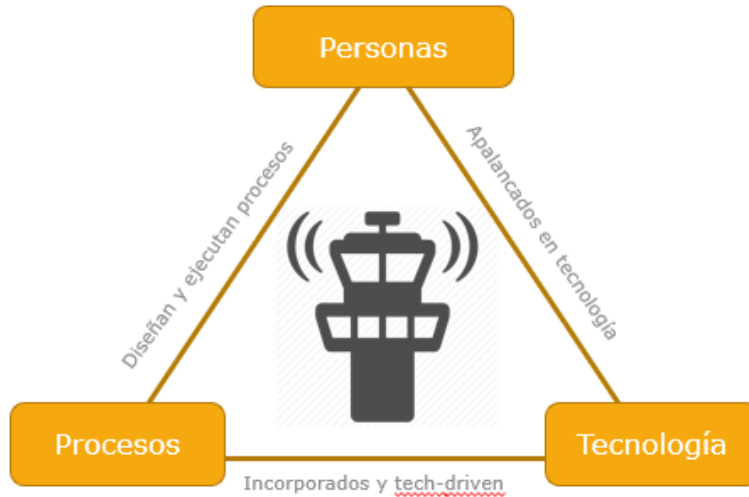 Personas
Diseñan y ejecutan procesos
Apalancados en tecnología
Procesos
Tecnología
Incorporados y tech-driven